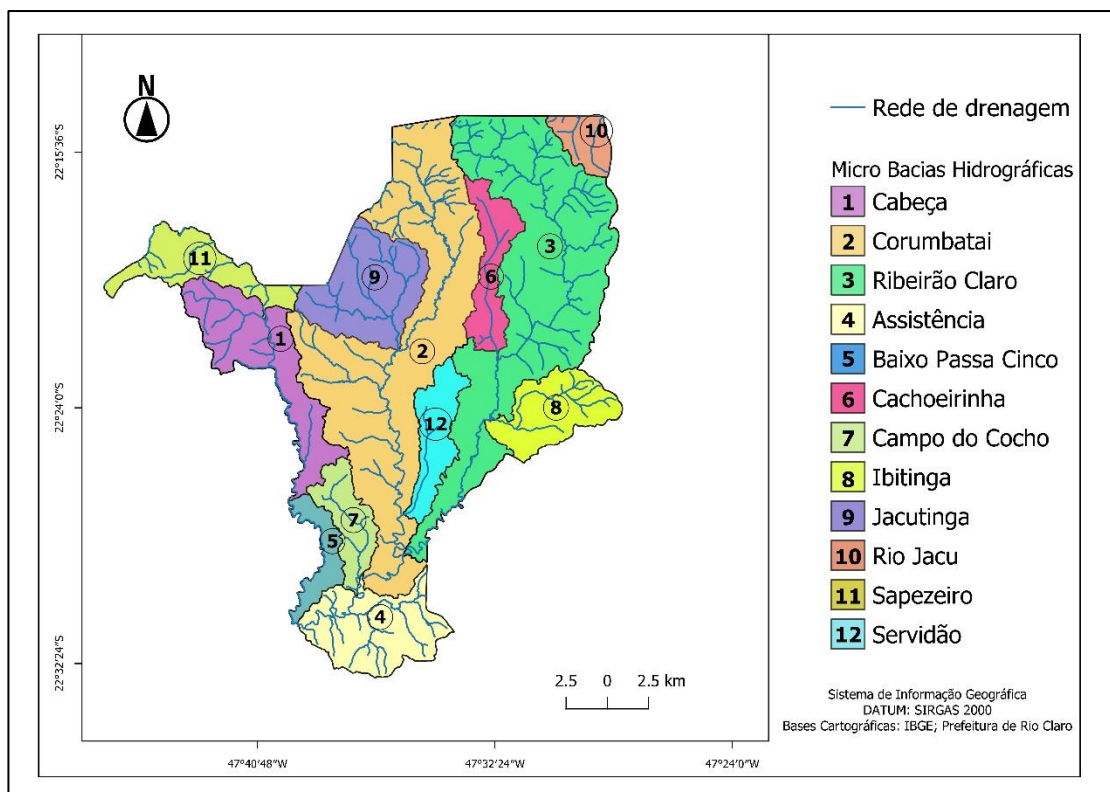 N
22°15'36"S
22°24'0"S
22°32'24"S
47°40'48"W
47°32'24"W
47°24'0"W
10
3
11
9
6
1
2
8
12
7
5
4
2.5 0 2.5 km
Rede de drenagem
Micro Bacias Hidrográficas
1 Cabeça
2 Corumbatai
3 Ribeirão Claro
4 Assistência
5 Baixo Passa Cinco
6 Cachoeirinha
7 Campo do Cocho
8 Ibitinga
9 Jacutinga
10 Rio Jacu
11 Sapezeiro
12 Servidão
Sistema de Informação Geográfica
DATUM: SIRGAS 2000
Bases Cartográficas: IBGE; Prefeitura de Rio Claro